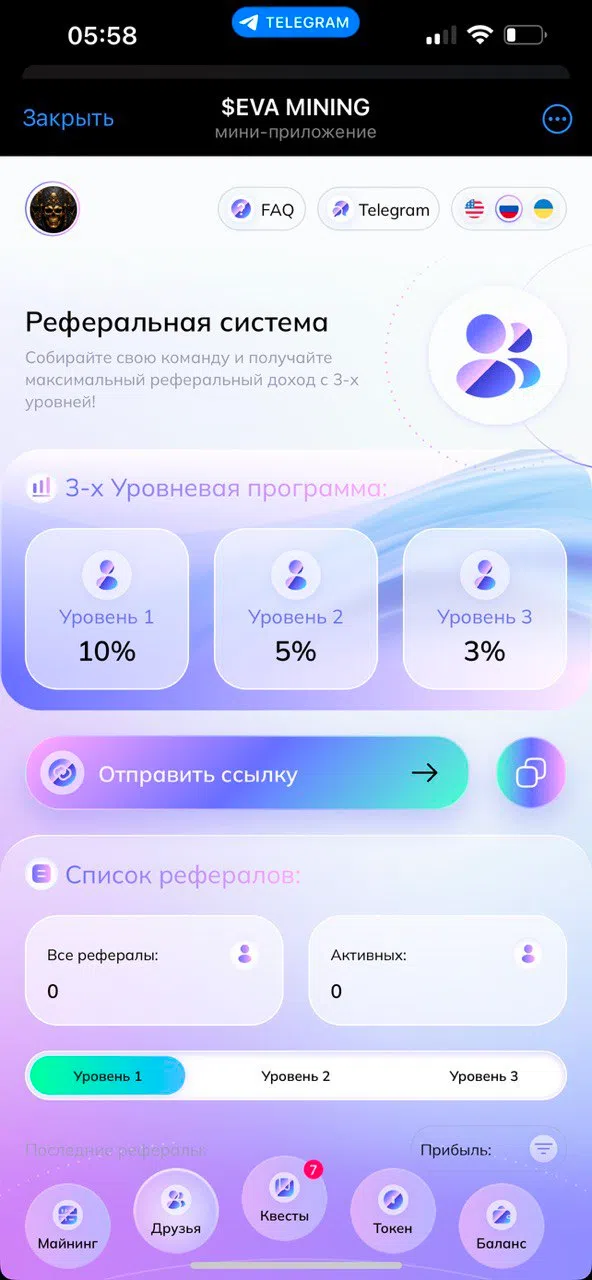 05:58
TELEGRAM
Закрыть
$EVA MINING
мини-приложение
FAQ
Telegram
Реферальная система
Собирайте свою команду и получайте
максимальный реферальный доход с 3-х
уровней!
3-х Уровневая программа:
Уровень 1
10%
Уровень 2
5%
Уровень 3
3%
Отправить ссылку
Список рефералов:
Все рефералы:
0
Активных:
0
Уровень 1
Уровень 2
Уровень 3
Последние рефералы:
Прибыль:
7
Майнинг
Друзья
Квесты
Токен
Баланс